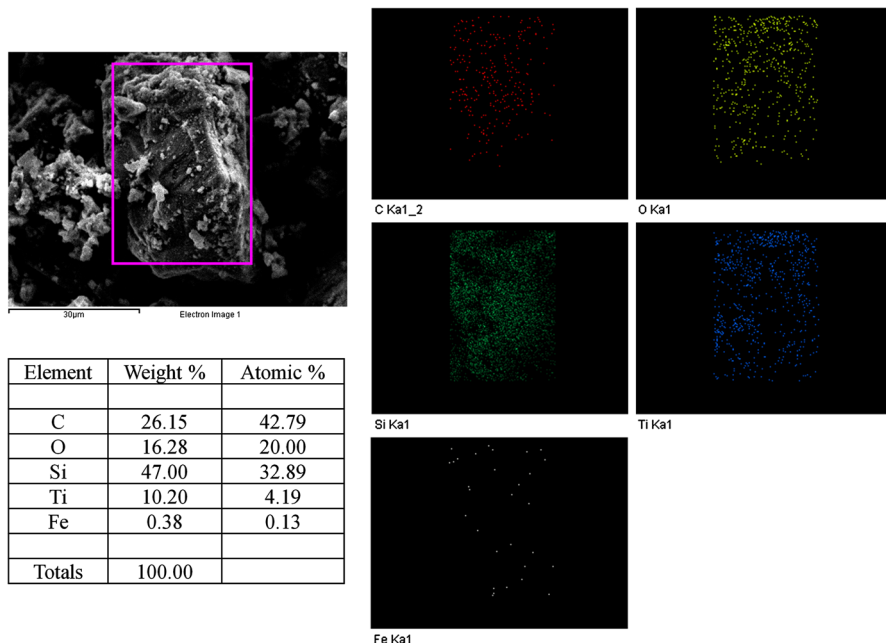 C Ka1_2
O Ka1
30µm
Electron Image 1
Si Ka1
Ti Ka1
Element Weight % Atomic %
C 26.15 42.79
O 16.28 20.00
Si 47.00 32.89
Ti 10.20 4.19
Fe 0.38 0.13
Totals 100.00
Fe Ka1